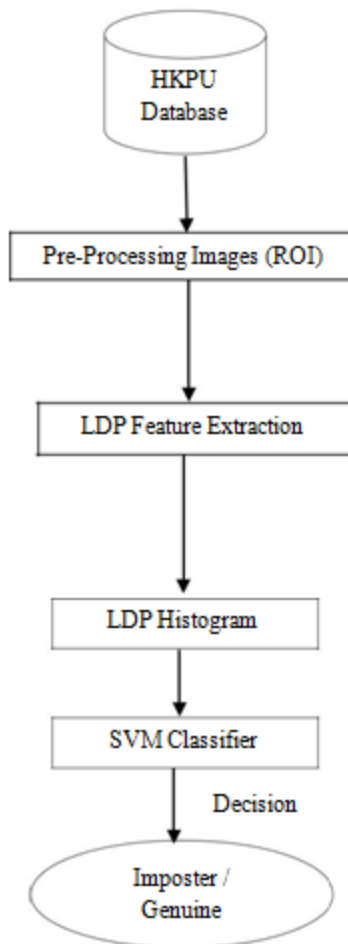 HKPU
Database
Pre-Processing Images (ROI)
LDP Feature Extraction
LDP Histogram
SVM Classifier
Decision
Imposter /
Genuine